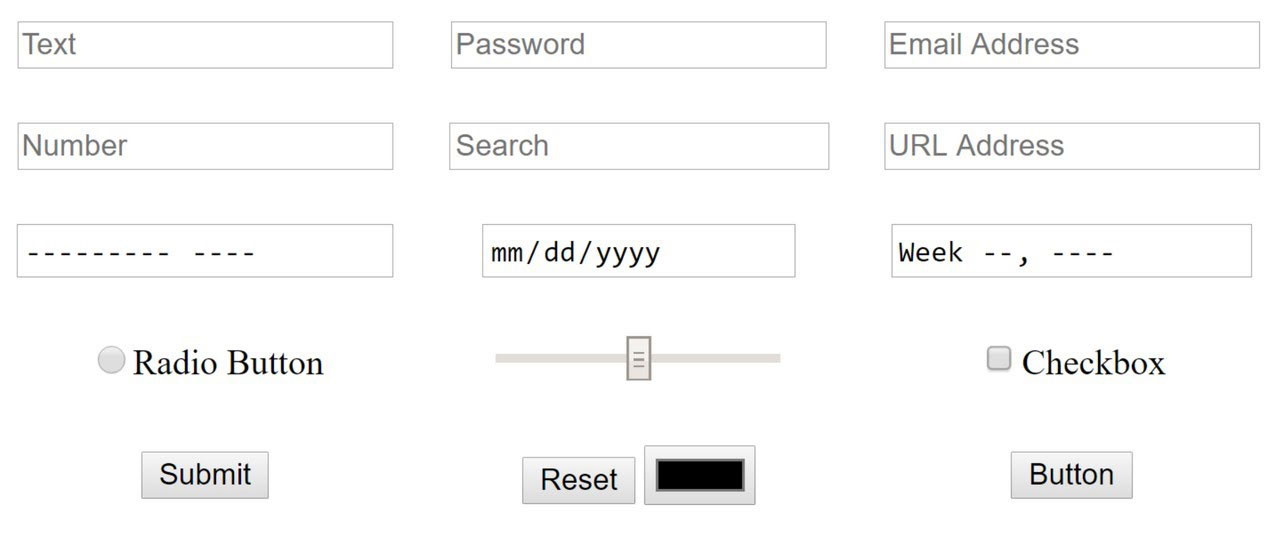 Text Password Email Address
Number Search URL Address
--------- ---- mm/dd/yyyy Week --, ----
Radio Button Checkbox
Submit Reset Button